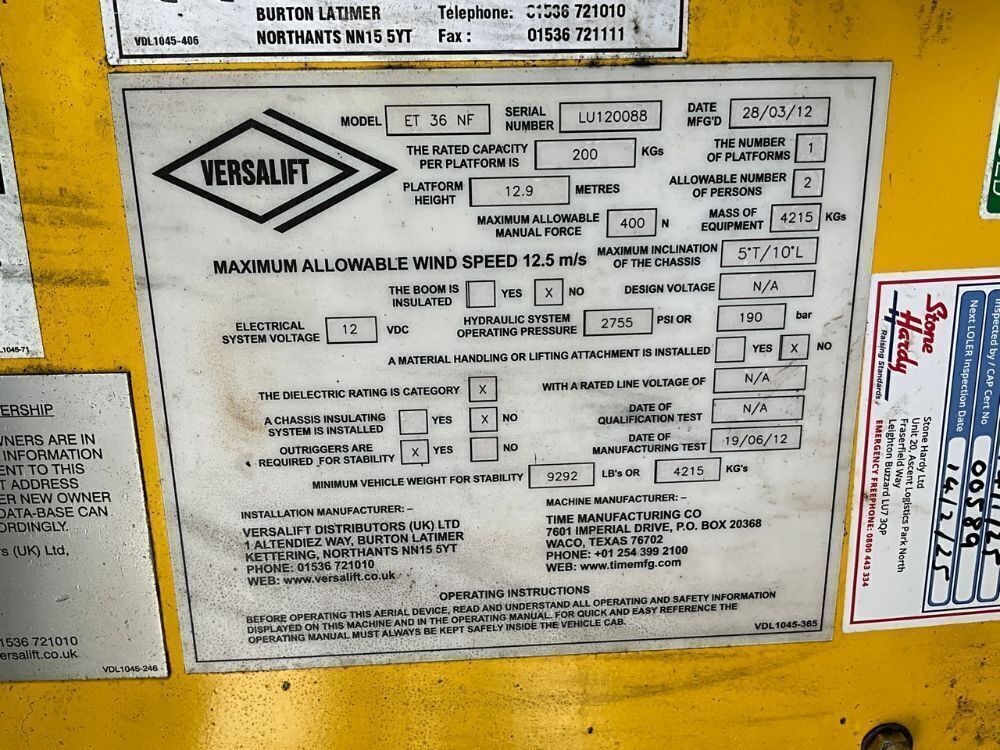 BURTON LATIMER Telephone: 01536 721010
VDL1045-406 NORTHANTS NN15 5YT Fax : 01536 721111
VERSALIFT
MODEL ET 36 NF SERIAL NUMBER LU120088 DATE MFG'D 28/03/12
THE RATED CAPACITY PER PLATFORM IS 200 KGs THE NUMBER OF PLATFORMS 1
PLATFORM HEIGHT 12.9 METRES ALLOWABLE NUMBER OF PERSONS 2
MAXIMUM ALLOWABLE MANUAL FORCE 400 N MASS OF EQUIPMENT 4215 KGs
MAXIMUM ALLOWABLE WIND SPEED 12.5 m/s MAXIMUM INCLINATION OF THE CHASSIS 5°T/10°L
THE BOOM IS INSULATED YES X NO DESIGN VOLTAGE N/A
ELECTRICAL SYSTEM VOLTAGE 12 VDC HYDRAULIC SYSTEM OPERATING PRESSURE 2755 PSI OR 190 bar
A MATERIAL HANDLING OR LIFTING ATTACHMENT IS INSTALLED YES X NO
THE DIELECTRIC RATING IS CATEGORY X WITH A RATED LINE VOLTAGE OF N/A
A CHASSIS INSULATING SYSTEM IS INSTALLED YES X NO DATE OF QUALIFICATION TEST N/A
OUTRIGGERS ARE REQUIRED FOR STABILITY X YES NO DATE OF MANUFACTURING TEST 19/06/12
MINIMUM VEHICLE WEIGHT FOR STABILITY 9292 LB's OR 4215 KG's
INSTALLATION MANUFACTURER: –
VERSALIFT DISTRIBUTORS (UK) LTD
1 ALTENDIEZ WAY, BURTON LATIMER
KETTERING, NORTHANTS NN15 5YT
PHONE: 01536 721010
WEB: www.versalift.co.uk
MACHINE MANUFACTURER: –
TIME MANUFACTURING CO
7601 IMPERIAL DRIVE, P.O. BOX 20368
WACO, TEXAS 76702
PHONE: +01 254 399 2100
WEB: www.timemfg.com
OPERATING INSTRUCTIONS
BEFORE OPERATING THIS AERIAL DEVICE, READ AND UNDERSTAND ALL OPERATING AND SAFETY INFORMATION
DISPLAYED ON THIS MACHINE AND IN THE OPERATING MANUAL. FOR QUICK AND EASY REFERENCE THE
OPERATING MANUAL MUST ALWAYS BE KEPT SAFELY INSIDE THE VEHICLE CAB.
VDL1045-365
1045-71
ERSHIP
WNERS ARE IN
INFORMATION
ENT TO THIS
T ADDRESS
ER NEW OWNER
DATA-BASE CAN
ORDINGLY.
rs (UK) Ltd,
1536 721010
ersalift.co.uk
VDL1045-246
Stone Hardy
Raising Standards
Stone Hardy Ltd
Unit 20, Ascent Logistics Park North
Fraserfield Way
Leighton Buzzard LU7 3QP
EMERGENCY FREEPHONE: 0800 443 334
Inspected by / CAP Cert No 00589
Next LOLER Inspection Date 14/2/25